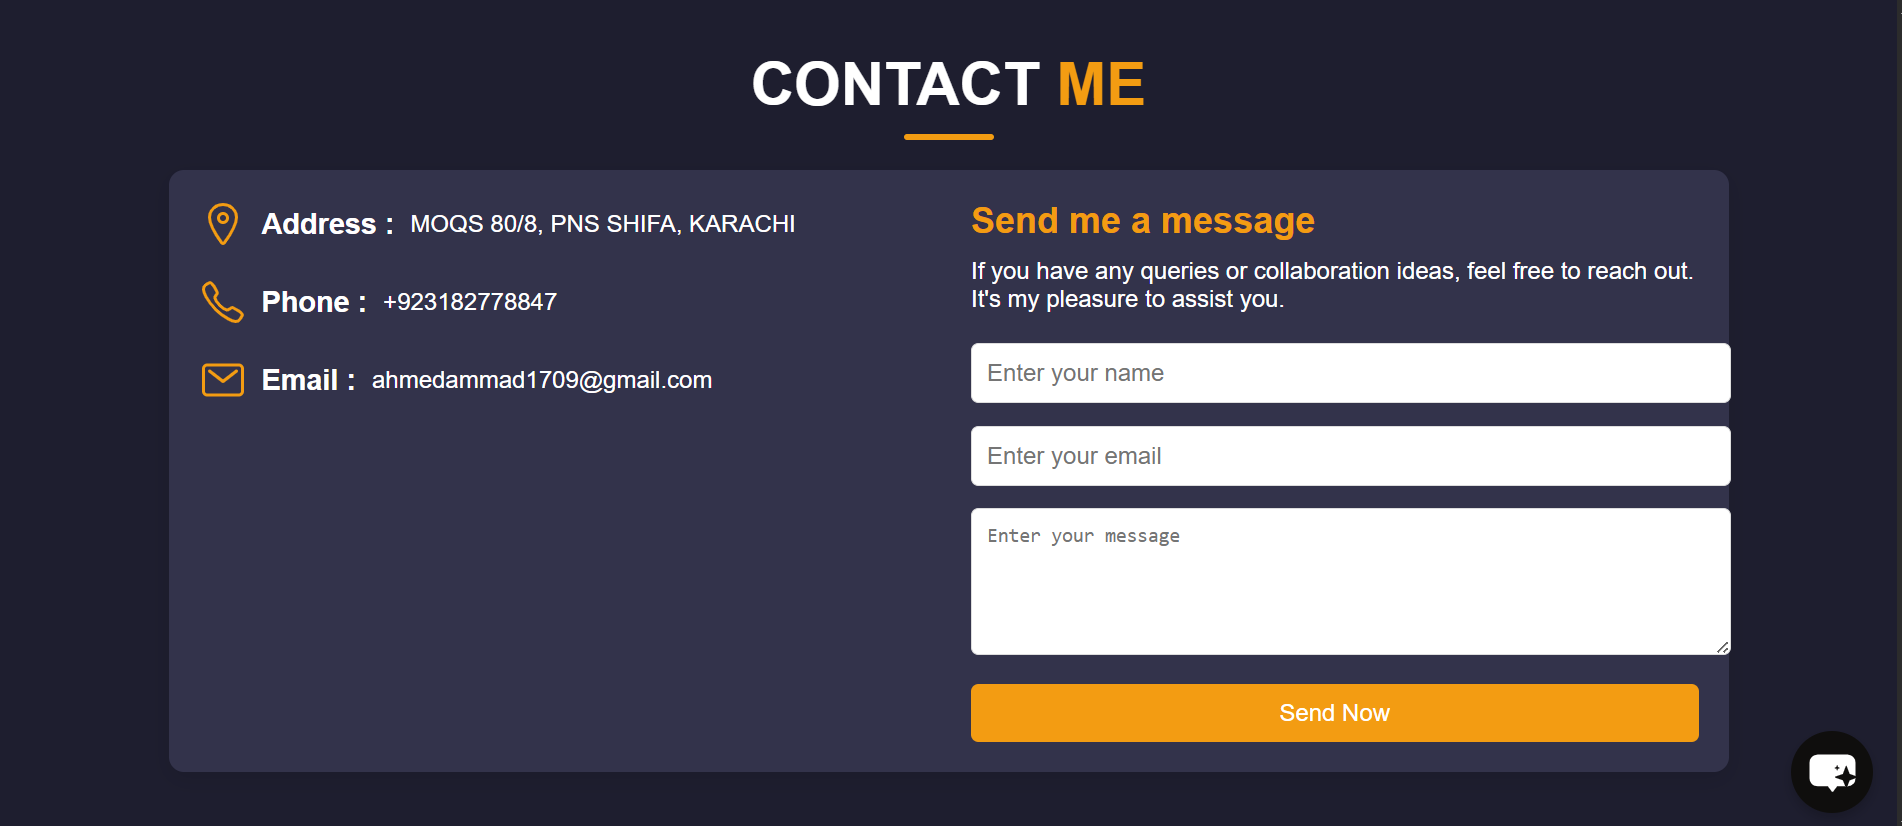 CONTACT ME
Address : MOQS 80/8, PNS SHIFA, KARACHI
Phone : +923182778847
Email : ahmedammad1709@gmail.com
Send me a message
If you have any queries or collaboration ideas, feel free to reach out.
It's my pleasure to assist you.
Enter your name
Enter your email
Enter your message
Send Now